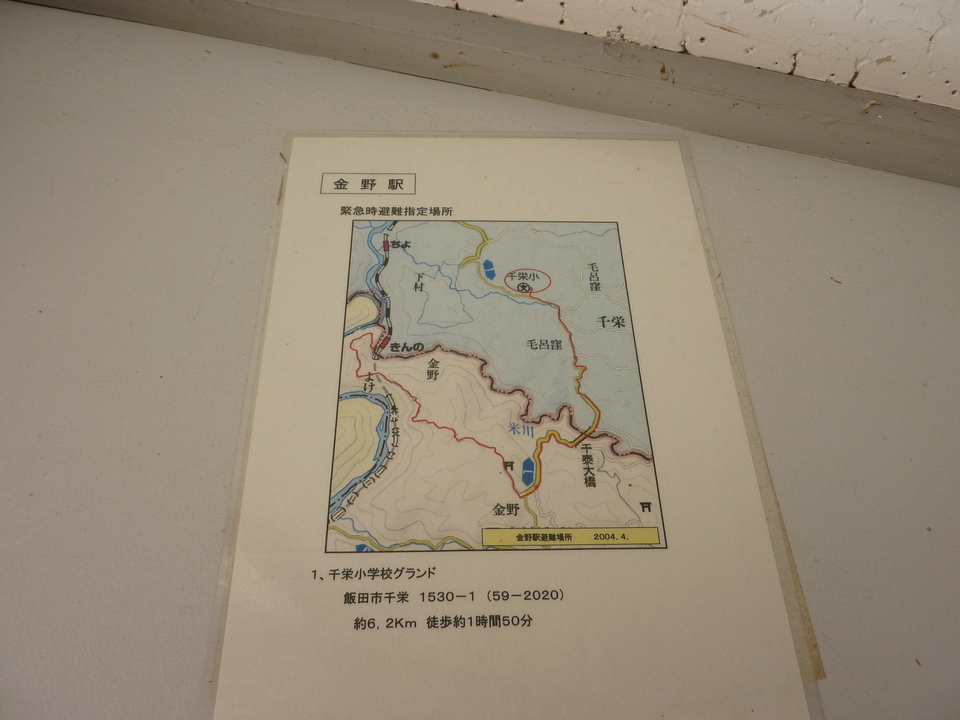 金野駅
緊急時避難指定場所
ちよ
千栄小
文
毛呂窪
下村
千栄
きんの
毛呂窪
金野
米川
千泰大橋
金野
金野駅避難場所 2004.4.
1、千栄小学校グランド
飯田市千栄 1530-1 (59-2020)
約6,2Km 徒歩約1時間50分